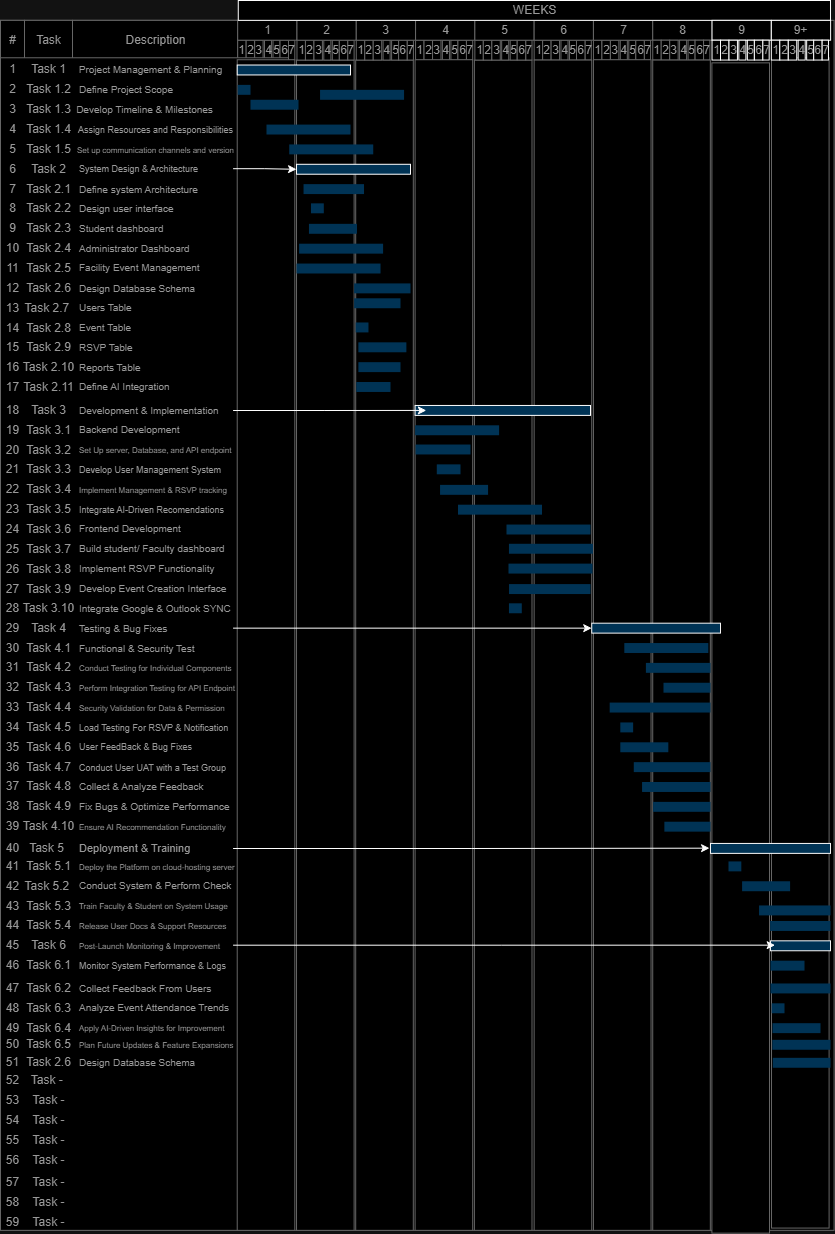 WEEKS
# Task Description 1 2 3 4 5 6 7 8 9 9+
1234567 1234567 1234567 1234567 1234567 1234567 1234567 1234567 1234567 1234567
1 Task 1 Project Management & Planning
2 Task 1.2 Define Project Scope
3 Task 1.3 Develop Timeline & Milestones
4 Task 1.4 Assign Resources and Responsibilities
5 Task 1.5 Set up communication channels and version
6 Task 2 System Design & Architecture
7 Task 2.1 Define system Architecture
8 Task 2.2 Design user interface
9 Task 2.3 Student dashboard
10 Task 2.4 Administrator Dashboard
11 Task 2.5 Facility Event Management
12 Task 2.6 Design Database Schema
13 Task 2.7 Users Table
14 Task 2.8 Event Table
15 Task 2.9 RSVP Table
16 Task 2.10 Reports Table
17 Task 2.11 Define AI Integration
18 Task 3 Development & Implementation
19 Task 3.1 Backend Development
20 Task 3.2 Set Up server, Database, and API endpoint
21 Task 3.3 Develop User Management System
22 Task 3.4 Implement Management & RSVP tracking
23 Task 3.5 Integrate AI-Driven Recomendations
24 Task 3.6 Frontend Development
25 Task 3.7 Build student/ Faculty dashboard
26 Task 3.8 Implement RSVP Functionality
27 Task 3.9 Develop Event Creation Interface
28 Task 3.10 Integrate Google & Outlook SYNC
29 Task 4 Testing & Bug Fixes
30 Task 4.1 Functional & Security Test
31 Task 4.2 Conduct Testing for Individual Components
32 Task 4.3 Perform Integration Testing for API Endpoint
33 Task 4.4 Security Validation for Data & Permission
34 Task 4.5 Load Testing For RSVP & Notification
35 Task 4.6 User FeedBack & Bug Fixes
36 Task 4.7 Conduct User UAT with a Test Group
37 Task 4.8 Collect & Analyze Feedback
38 Task 4.9 Fix Bugs & Optimize Performance
39 Task 4.10 Ensure AI Recommendation Functionality
40 Task 5 Deployment & Training
41 Task 5.1 Deploy the Platform on cloud-hosting server
42 Task 5.2 Conduct System & Perform Check
43 Task 5.3 Train Faculty & Student on System Usage
44 Task 5.4 Release User Docs & Support Resources
45 Task 6 Post-Launch Monitoring & Improvement
46 Task 6.1 Monitor System Performance & Logs
47 Task 6.2 Collect Feedback From Users
48 Task 6.3 Analyze Event Attendance Trends
49 Task 6.4 Apply AI-Driven Insights for Improvement
50 Task 6.5 Plan Future Updates & Feature Expansions
51 Task 2.6 Design Database Schema
52 Task -
53 Task -
54 Task -
55 Task -
56 Task -
57 Task -
58 Task -
59 Task -